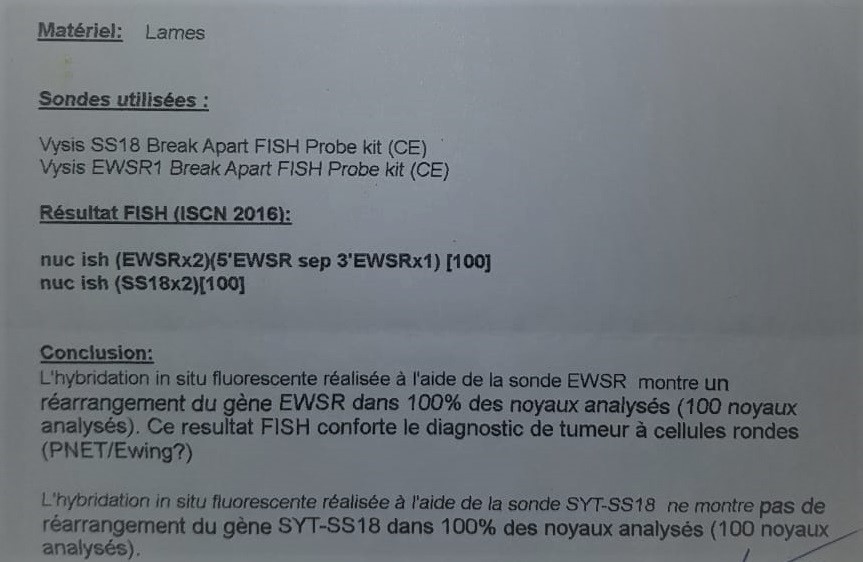 Matériel: Lames
Sondes utilisées :
Vysis SS18 Break Apart FISH Probe kit (CE)
Vysis EWSR1 Break Apart FISH Probe kit (CE)
Résultat FISH (ISCN 2016):
nuc ish (EWSRx2)(5'EWSR sep 3'EWSRx1) [100]
nuc ish (SS18x2)[100]
Conclusion:
L'hybridation in situ fluorescente réalisée à l'aide de la sonde EWSR montre un
réarrangement du gène EWSR dans 100% des noyaux analysés (100 noyaux
analysés). Ce resultat FISH conforte le diagnostic de tumeur à cellules rondes
(PNET/Ewing?)
L'hybridation in situ fluorescente réalisée à l'aide de la sonde SYT-SS18 ne montre pas de
réarrangement du gène SYT-SS18 dans 100% des noyaux analysés (100 noyaux
analysés).